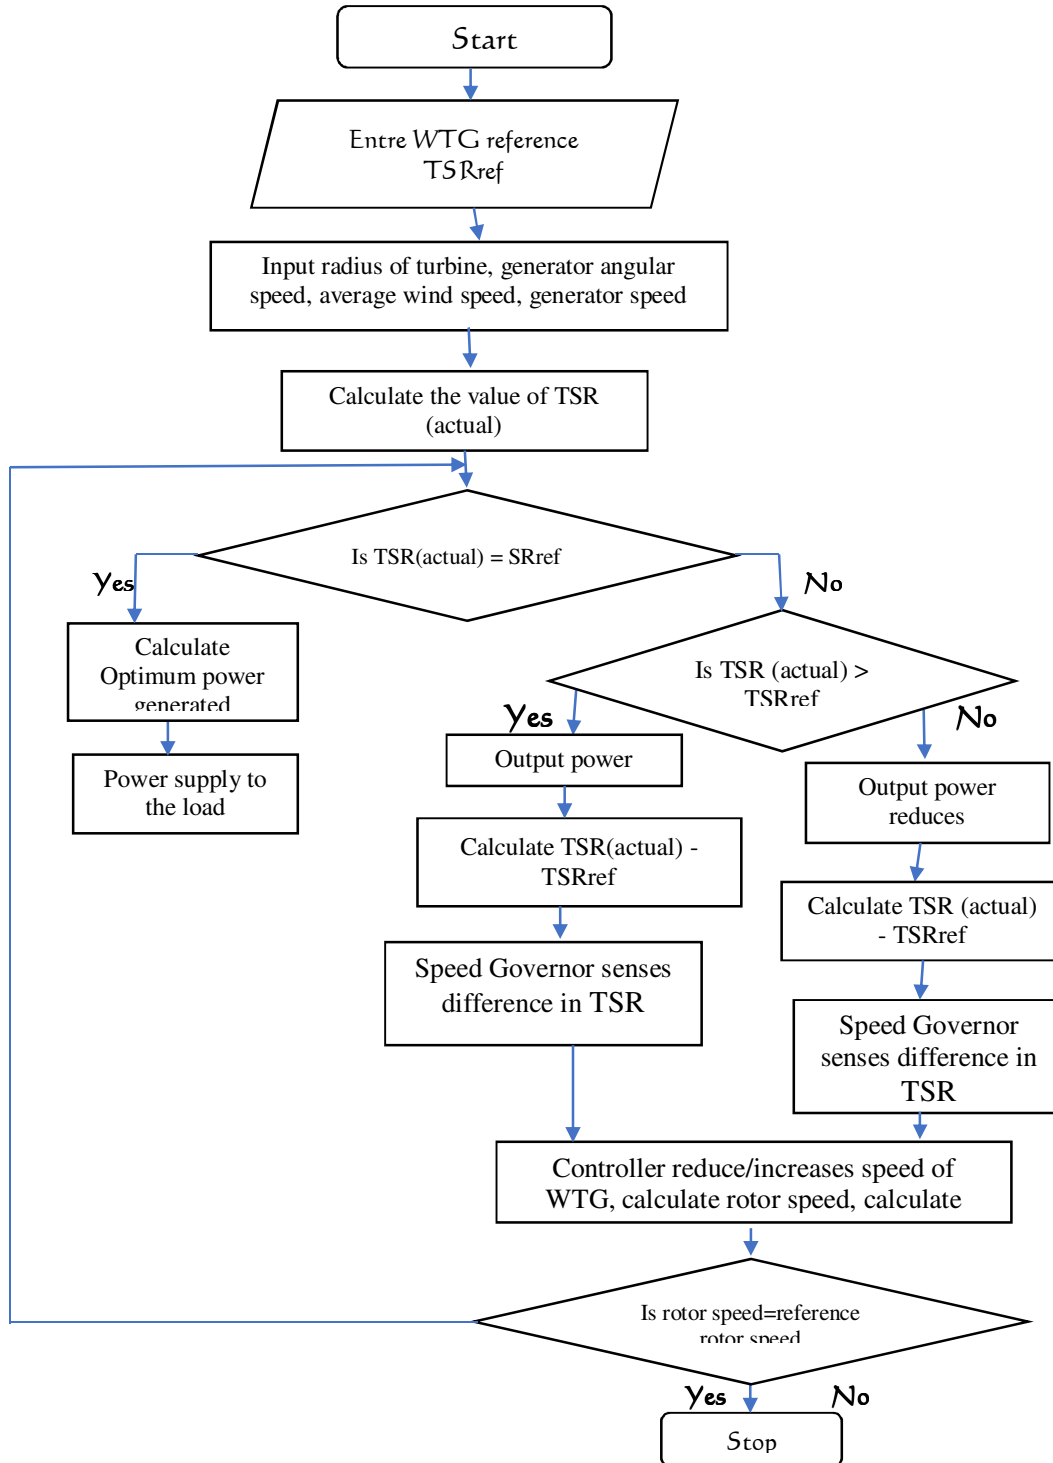 Start
Entre WTG reference
TSRref
Input radius of turbine, generator angular
speed, average wind speed, generator speed
Calculate the value of TSR
(actual)
Is TSR(actual) = SRref
Yes
No
Calculate
Optimum power
generated
Power supply to
the load
Is TSR (actual) >
TSRref
Yes
No
Output power
Calculate TSR(actual) -
TSRref
Speed Governor senses
difference in TSR
Output power
reduces
Calculate TSR (actual)
- TSRref
Speed Governor
senses difference in
TSR
Controller reduce/increases speed of
WTG, calculate rotor speed, calculate
Is rotor speed=reference
rotor speed
Yes
No
Stop